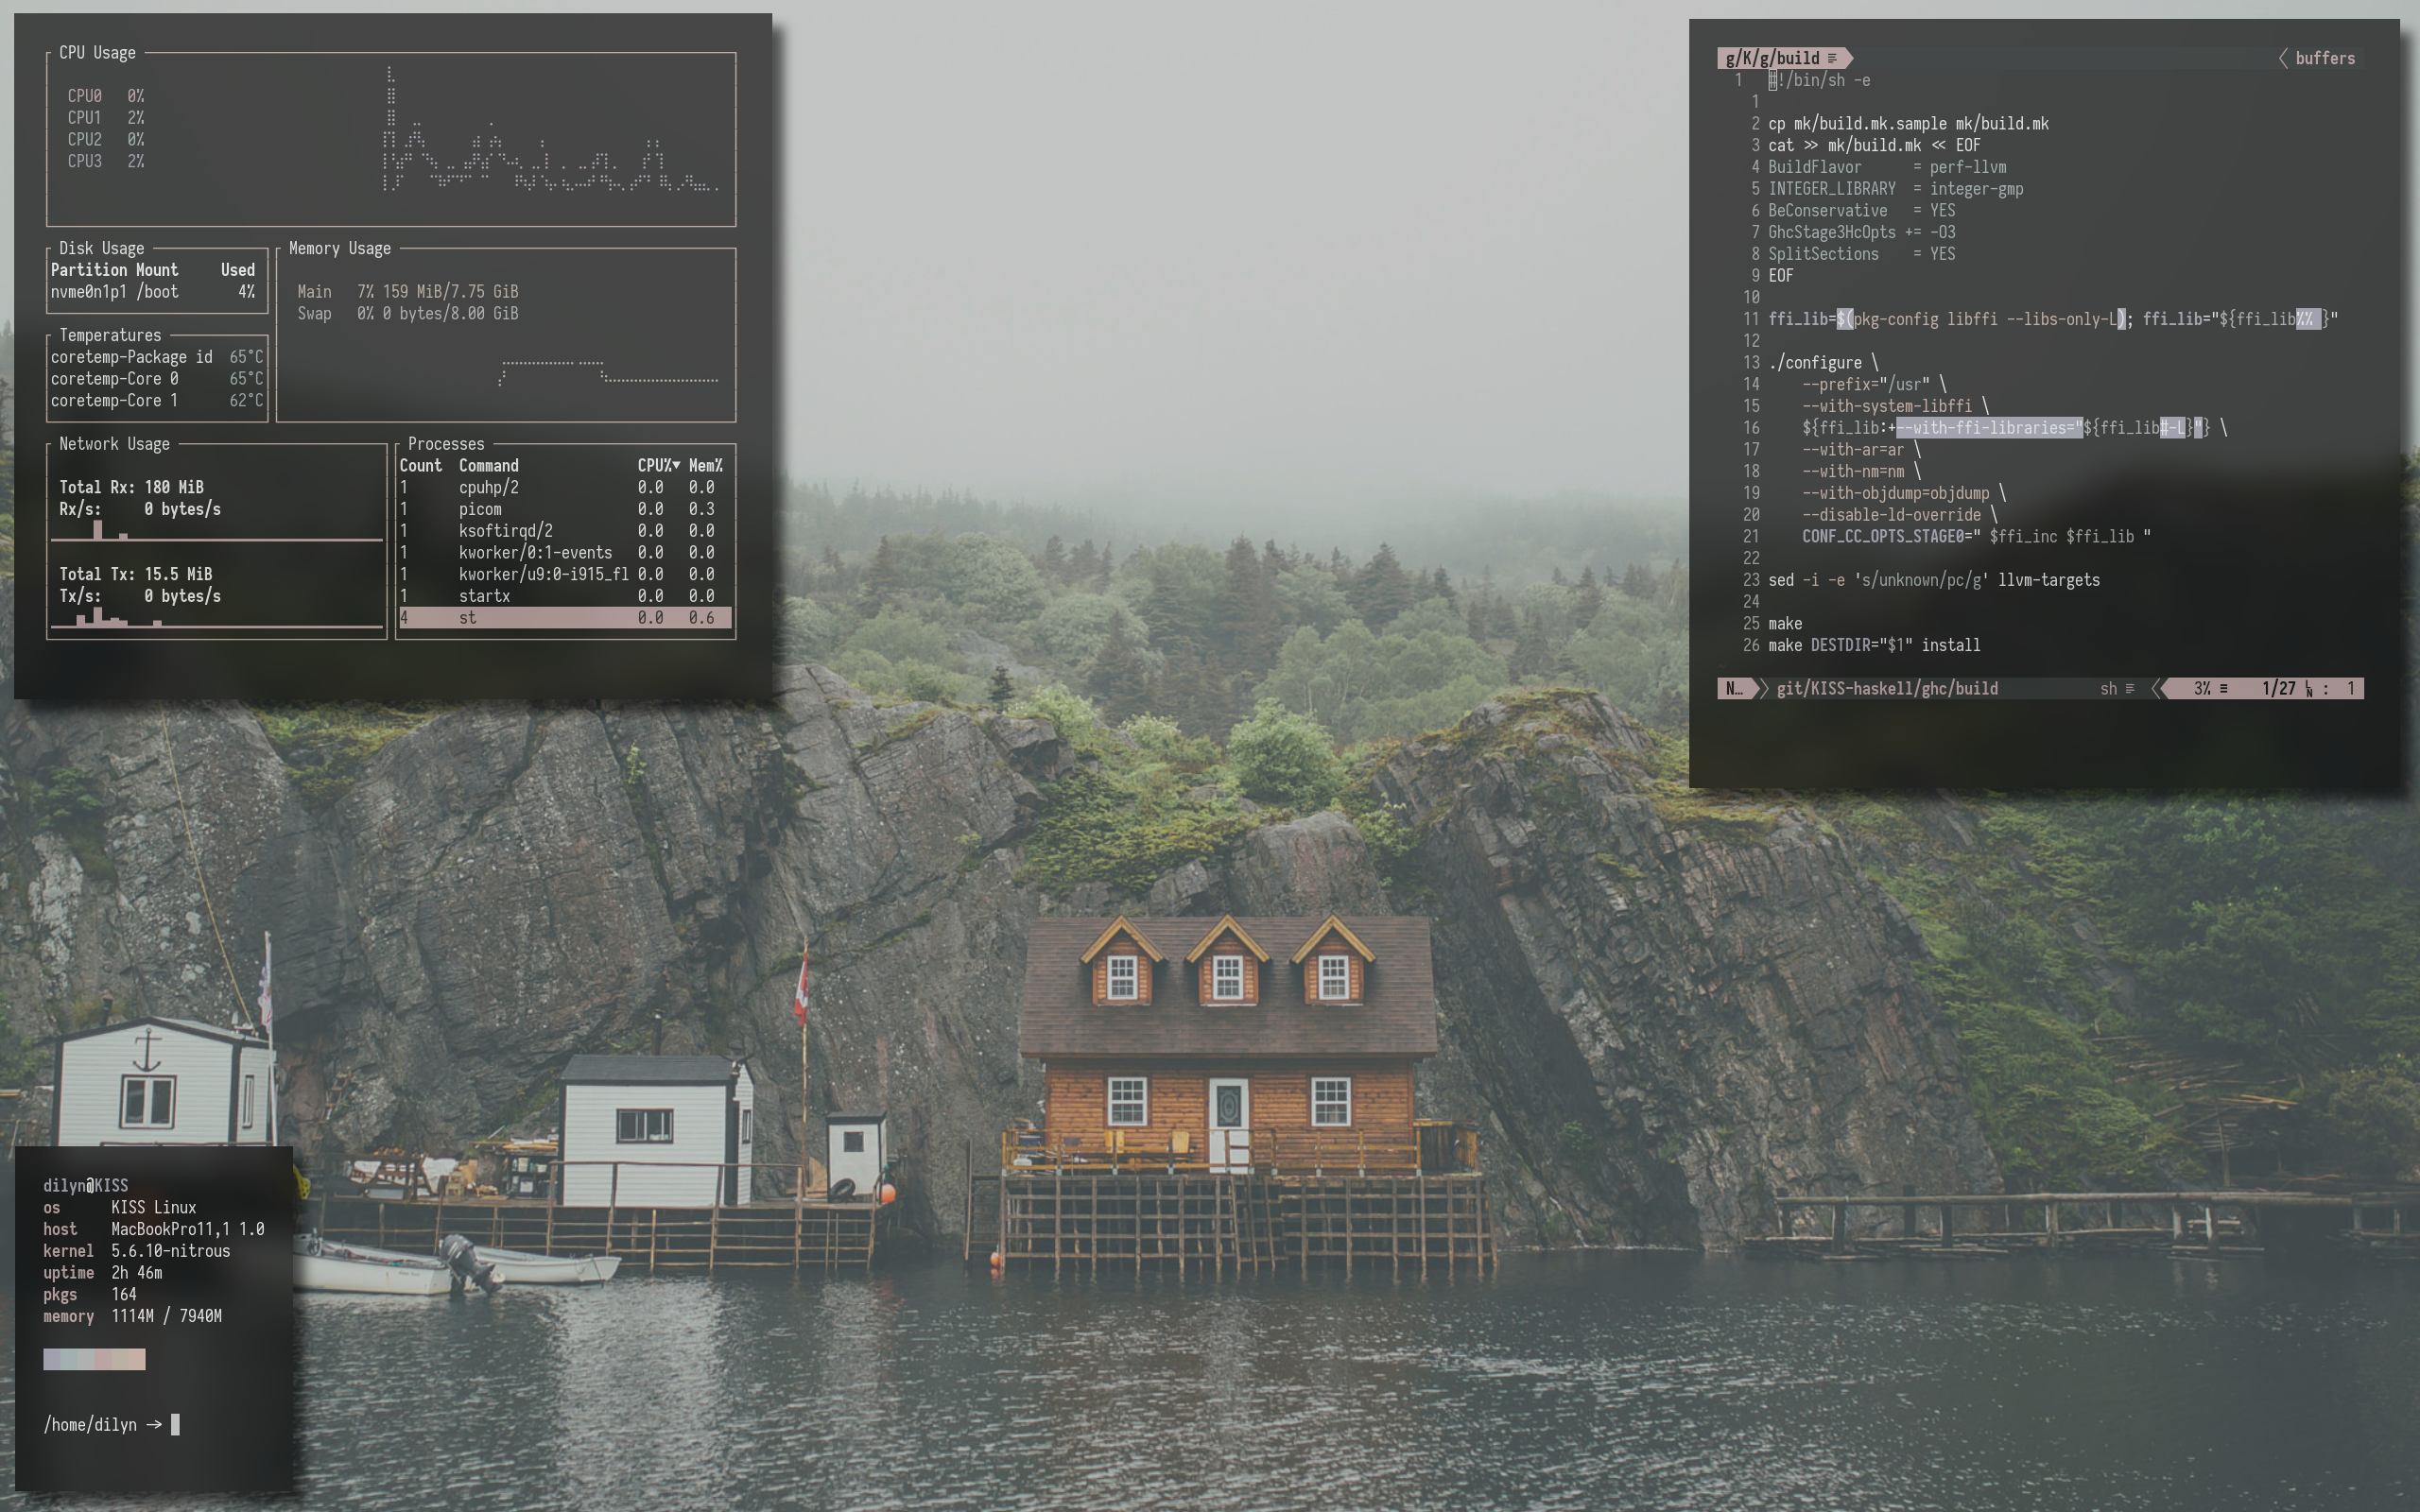 CPU Usage
CPU0 0%
CPU1 2%
CPU2 0%
CPU3 2%
Disk Usage
Partition Mount Used
nvme0n1p1 /boot 4%
Memory Usage
Main 7% 159 MiB/7.75 GiB
Swap 0% 0 bytes/8.00 GiB
Temperatures
coretemp-Package id 65°C
coretemp-Core 0 65°C
coretemp-Core 1 62°C
Network Usage
Total Rx: 180 MiB
Rx/s: 0 bytes/s
Total Tx: 15.5 MiB
Tx/s: 0 bytes/s
Processes
Count Command CPU%▼ Mem%
1 cpuhp/2 0.0 0.0
1 picom 0.0 0.3
1 ksoftirqd/2 0.0 0.0
1 kworker/0:1-events 0.0 0.0
1 kworker/u9:0-i915_fl 0.0 0.0
1 startx 0.0 0.0
4 st 0.0 0.6
g/K/g/build ≡ buffers
1 #!/bin/sh -e
1
2 cp mk/build.mk.sample mk/build.mk
3 cat >> mk/build.mk << EOF
4 BuildFlavor = perf-llvm
5 INTEGER_LIBRARY = integer-gmp
6 BeConservative = YES
7 GhcStage3HcOpts += -O3
8 SplitSections = YES
9 EOF
10
11 ffi_lib=$(pkg-config libffi --libs-only-L); ffi_lib="${ffi_lib%% }"
12
13 ./configure \
14 --prefix="/usr" \
15 --with-system-libffi \
16 ${ffi_lib:+--with-ffi-libraries="${ffi_lib#-L}"} \
17 --with-ar=ar \
18 --with-nm=nm \
19 --with-objdump=objdump \
20 --disable-ld-override \
21 CONF_CC_OPTS_STAGE0=" $ffi_inc $ffi_lib "
22
23 sed -i -e 's/unknown/pc/g' llvm-targets
24
25 make
26 make DESTDIR="$1" install
N… git/KISS-haskell/ghc/build sh ≡ 3% ≡ 1/27 ㏑ : 1
dilyn@KISS
os KISS Linux
host MacBookPro11,1 1.0
kernel 5.6.10-nitrous
uptime 2h 46m
pkgs 164
memory 1114M / 7940M
/home/dilyn →